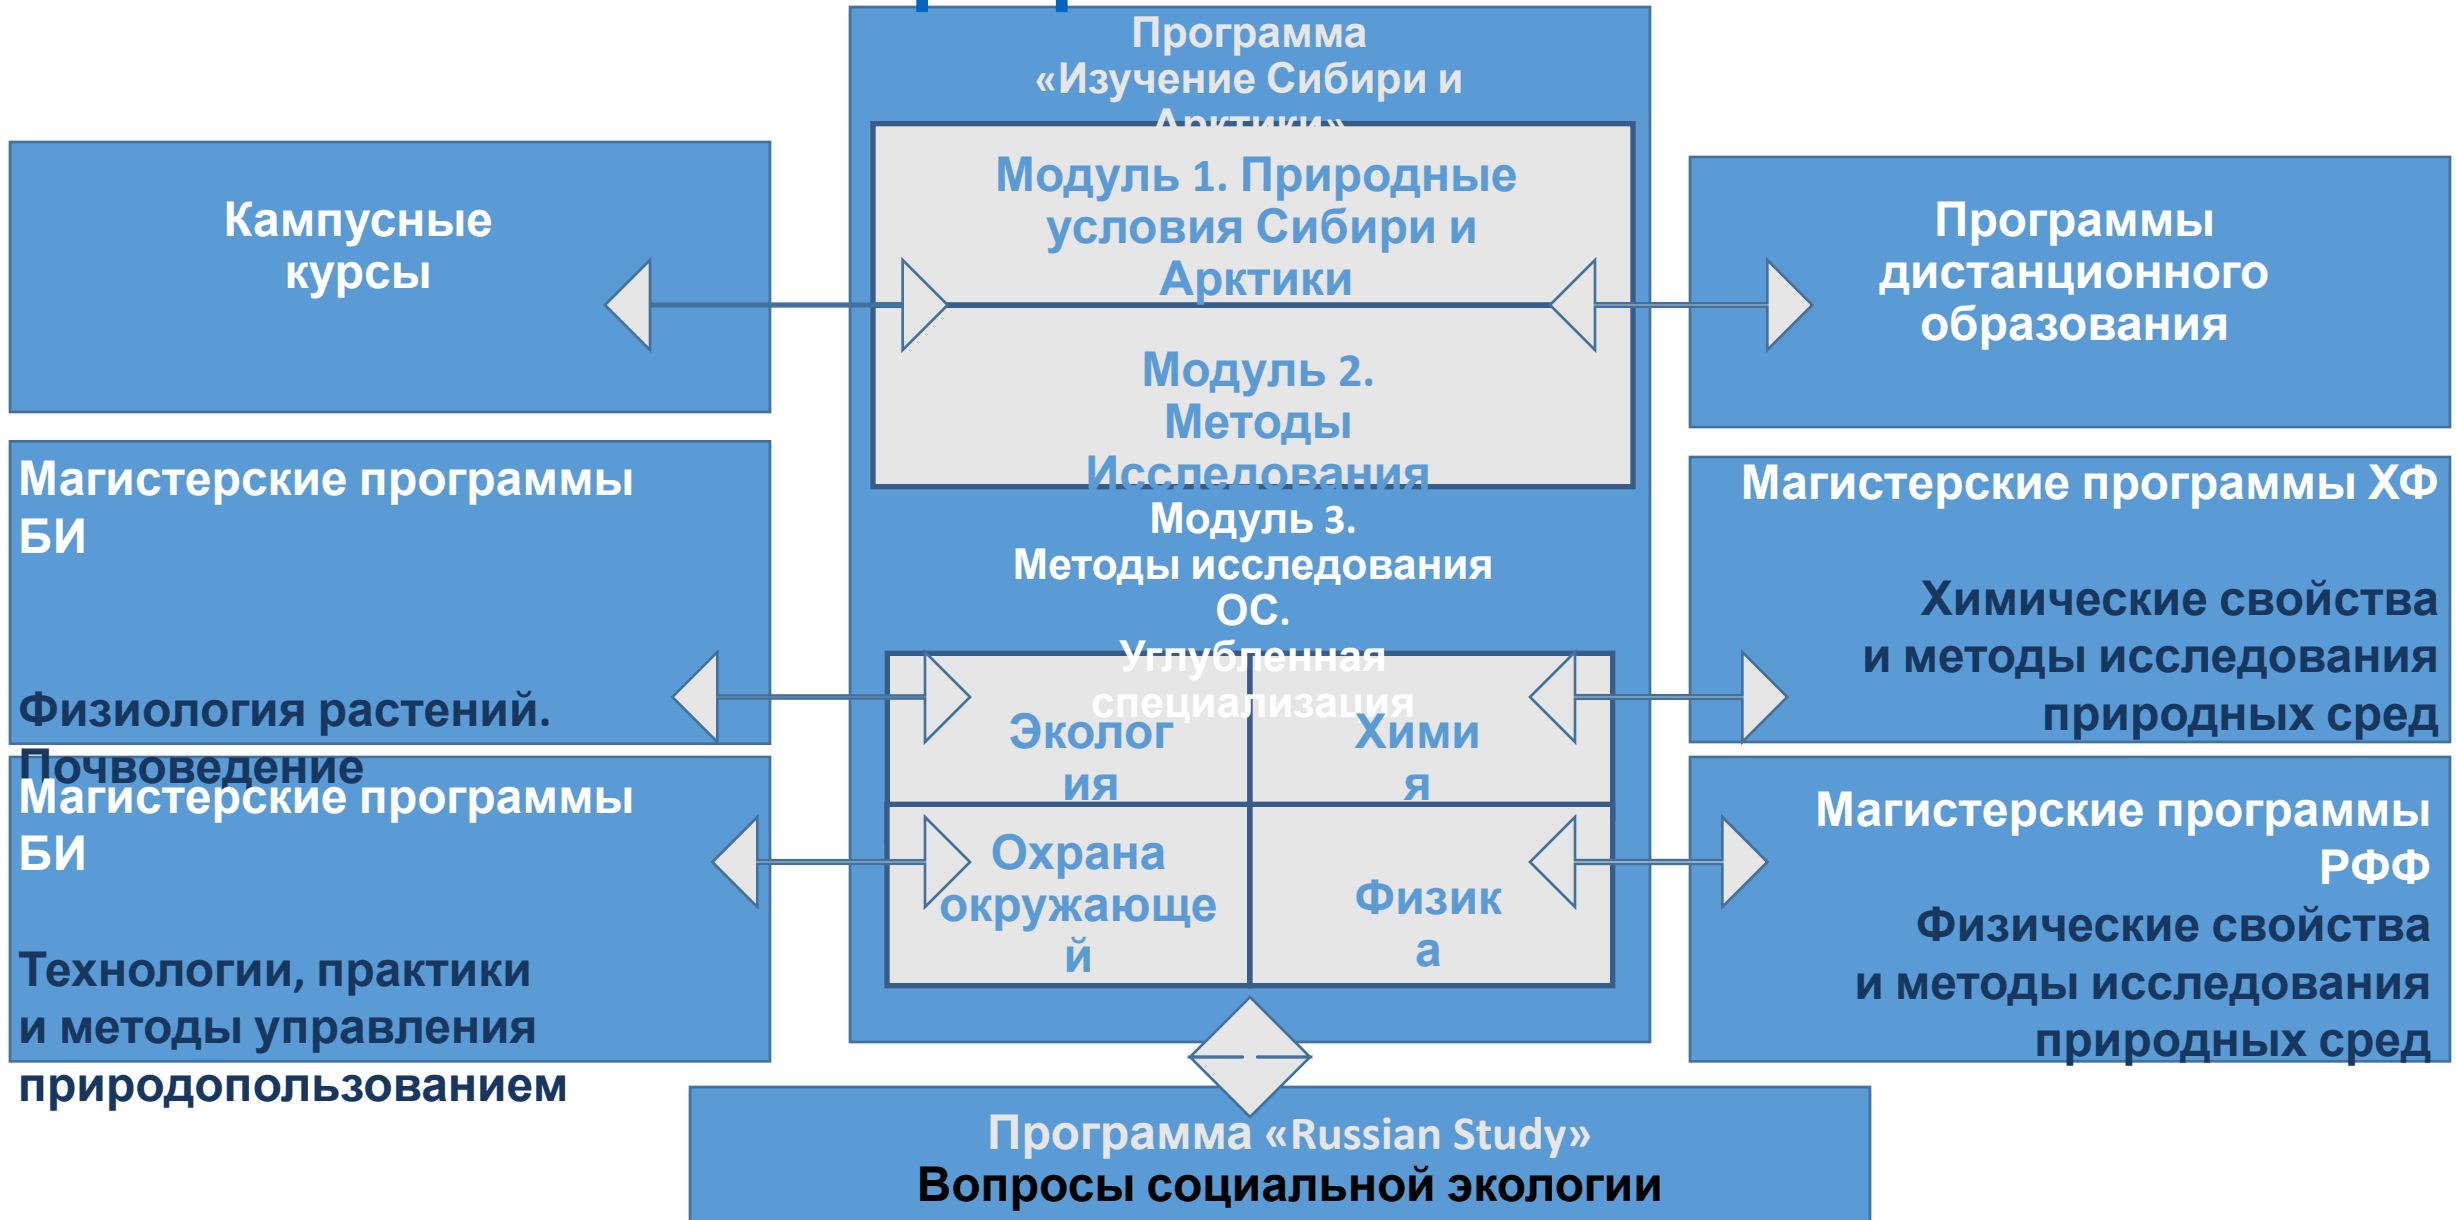 Программа
«Изучение Сибири и
Арктики»
Модуль 1. Природные
условия Сибири и
Арктики
Модуль 2.
Методы
Исследования
Модуль 3.
Методы исследования
ОС.
Углубленная
специализация
Эколог
ия
Хими
я
Охрана
окружающе
й
Физик
а
Кампусные
курсы
Магистерские программы
БИ
Физиология растений.
Почвоведение
Магистерские программы
БИ
Технологии, практики
и методы управления
природопользованием
Программы
дистанционного
образования
Магистерские программы ХФ
Химические свойства
и методы исследования
природных сред
Магистерские программы
РФФ
Физические свойства
и методы исследования
природных сред
Программа «Russian Study»
Вопросы социальной экологии